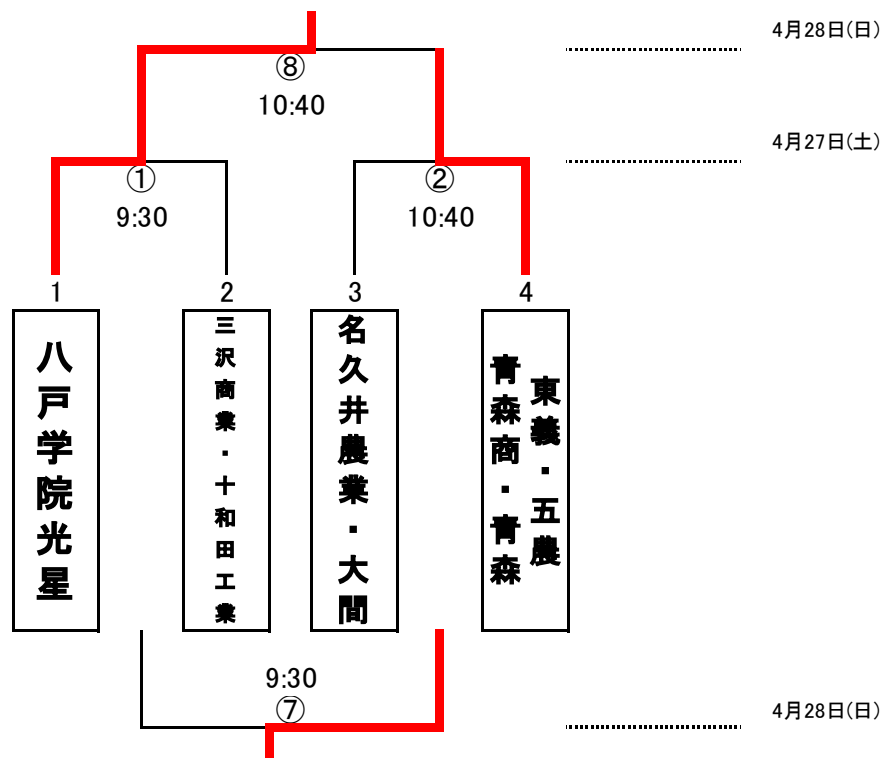 4月28日(日)
⑧
10:40
4月27日(土)
①
②
9:30
10:40
1
2
3
4
八戸学院光星
三沢商業・十和田工業
名久井農業・大間
東義・五農
青森商・青森
9:30
⑦
4月28日(日)